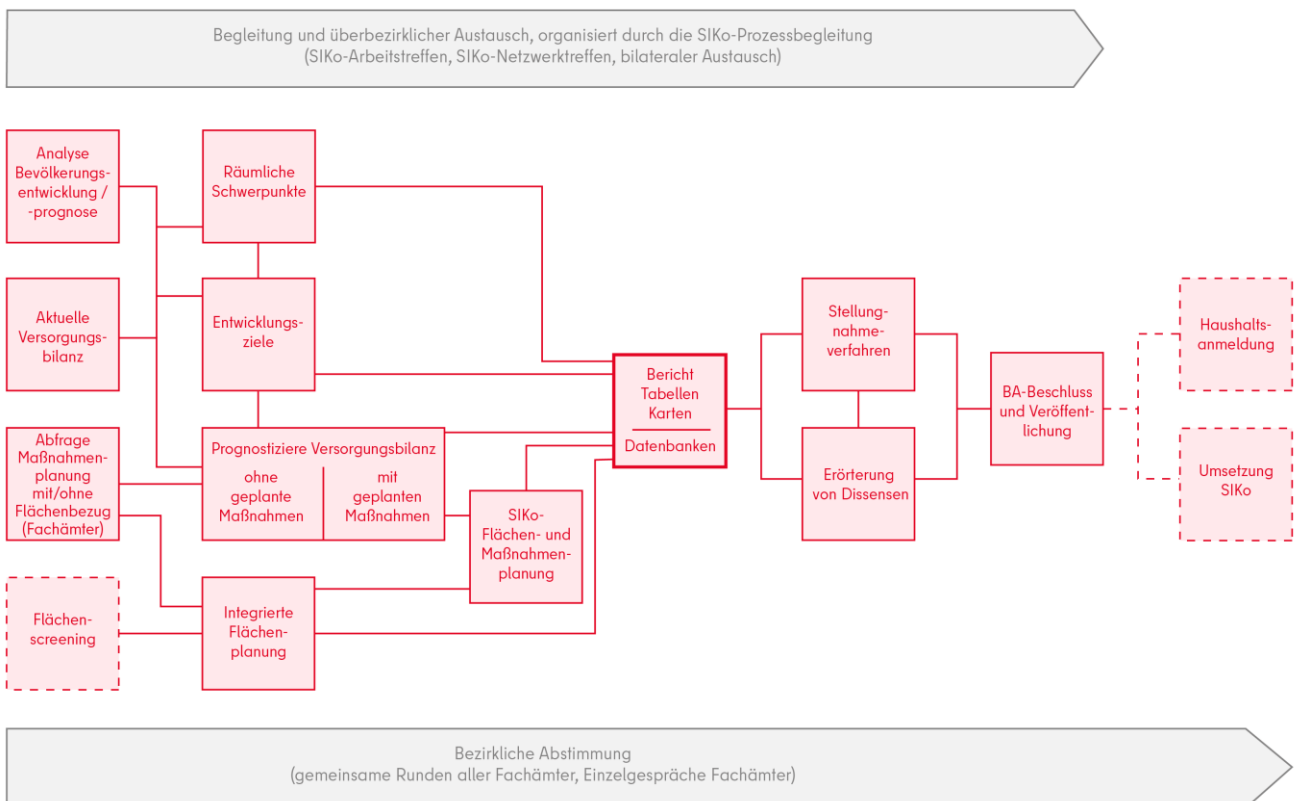 Begleitung und überbezirklicher Austausch, organisiert durch die SIKo-Prozessbegleitung
(SIKo-Arbeitstreffen, SIKo-Netzwerktreffen, bilateraler Austausch)
Analyse
Bevölkerungs-
entwicklung /
-prognose
Räumliche
Schwerpunkte
Aktuelle
Versorgungs-
bilanz
Entwicklungs-
ziele
Abfrage
Maßnahmen-
planung
mit/ohne
Flächenbezug
(Fachämter)
Prognostiziere Versorgungsbilanz
ohne
geplante
Maßnahmen
mit
geplanten
Maßnahmen
Flächen-
screening
Integrierte
Flächen-
planung
SIKo-
Flächen- und
Maßnahmen-
planung
Bericht
Tabellen
Karten
Datenbanken
Stellung-
nahme-
verfahren
Erörterung
von Dissensen
BA-Beschluss
und Veröffent-
lichung
Haushalts-
anmeldung
Umsetzung
SIKo
Bezirkliche Abstimmung
(gemeinsame Runden aller Fachämter, Einzelgespräche Fachämter)